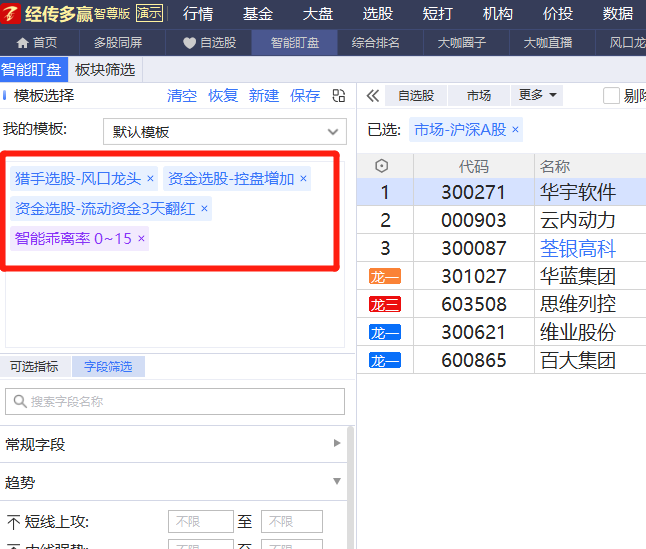 经传多赢 智尊版 演示 行情 基金 大盘 选股 短打 机构 价投 数据
首页 多股同屏 自选股 智能盯盘 综合排名 大咖圈子 大咖直播 风口龙
智能盯盘 板块筛选
模板选择 清空 恢复 新建 保存
自选股 市场 更多 剔除
我的模板: 默认模板
已选: 市场-沪深A股 ×
猎手选股-风口龙头 × 资金选股-控盘增加 ×
资金选股-流动资金3天翻红 ×
智能乖离率 0~15 ×
代码 名称
1 300271 华宇软件
2 000903 云内动力
3 300087 荃银高科
龙一 301027 华蓝集团
龙三 603508 思维列控
龙一 300621 维业股份
龙一 600865 百大集团
可选指标 字段筛选
搜索字段名称
常规字段
趋势
短线上攻: 不限 至 不限
中线强势: 不限 至 不限